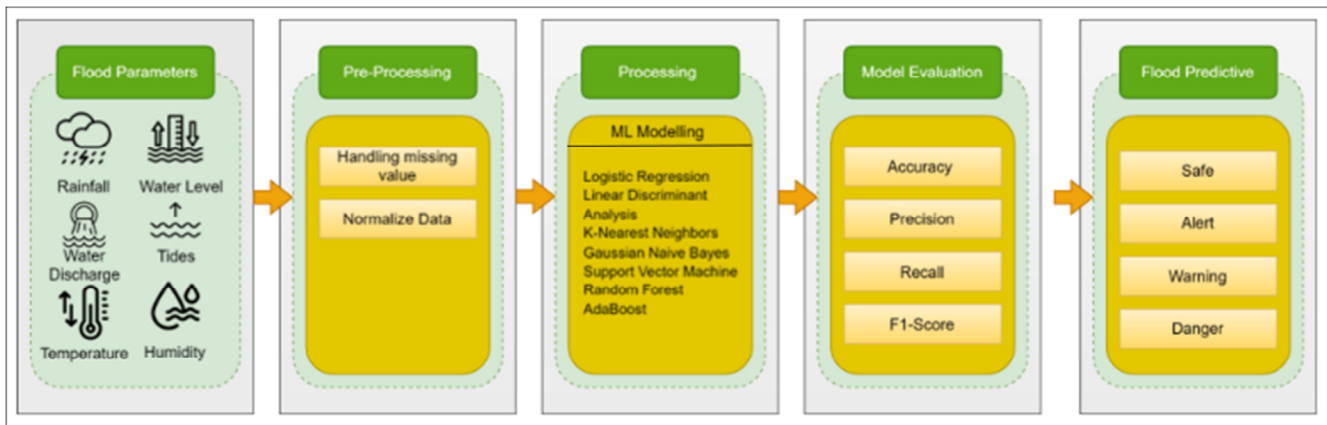 Flood Parameters
Rainfall
Water Level
Water
Discharge
Tides
Temperature
Humidity
Pre-Processing
Handling missing
value
Normalize Data
Processing
ML Modelling
Logistic Regression
Linear Discriminant
Analysis
K-Nearest Neighbors
Gaussian Naive Bayes
Support Vector Machine
Random Forest
AdaBoost
Model Evaluation
Accuracy
Precision
Recall
F1-Score
Flood Predictive
Safe
Alert
Warning
Danger